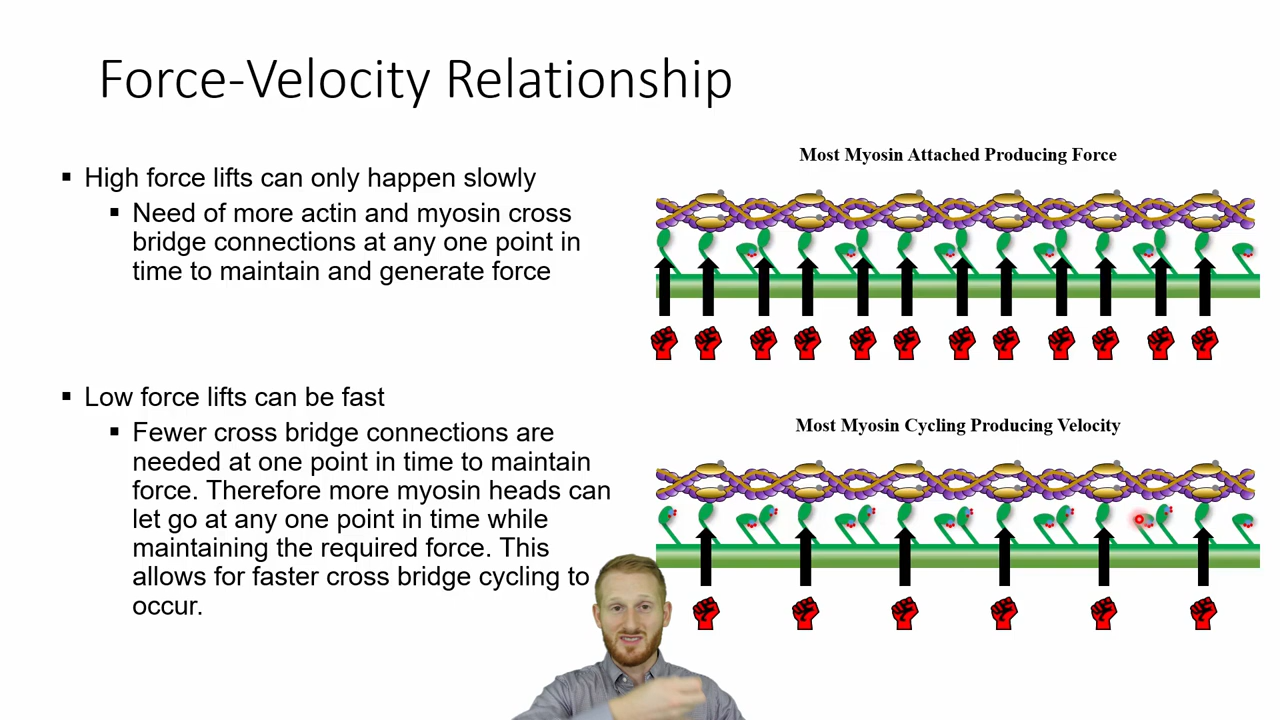 Force-Velocity Relationship
▪ High force lifts can only happen slowly
▪ Need of more actin and myosin cross
bridge connections at any one point in
time to maintain and generate force
▪ Low force lifts can be fast
▪ Fewer cross bridge connections are
needed at one point in time to maintain
force. Therefore more myosin heads can
let go at any one point in time while
maintaining the required force. This
allows for faster cross bridge cycling to
occur.
Most Myosin Attached Producing Force
Most Myosin Cycling Producing Velocity